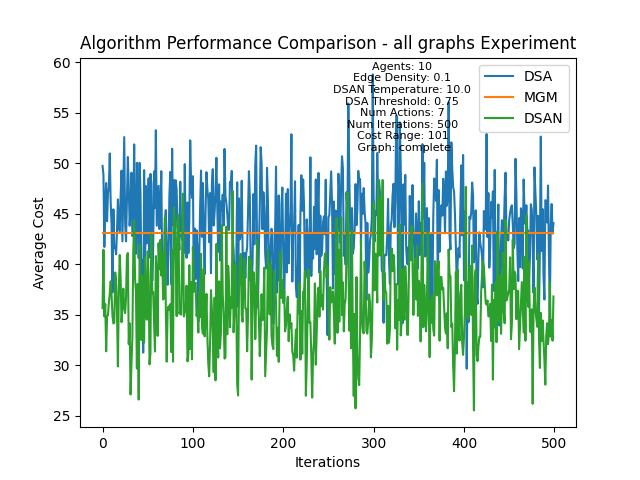 Algorithm Performance Comparison - all graphs Experiment
Agents: 10
Edge Density: 0.1
DSAN Temperature: 10.0
DSA Threshold: 0.75
Num Actions: 7
Num Iterations: 500
Cost Range: 101
Graph: complete
DSA
MGM
DSAN
Average Cost
60
55
50
45
40
35
30
25
0
100
200
300
400
500
Iterations